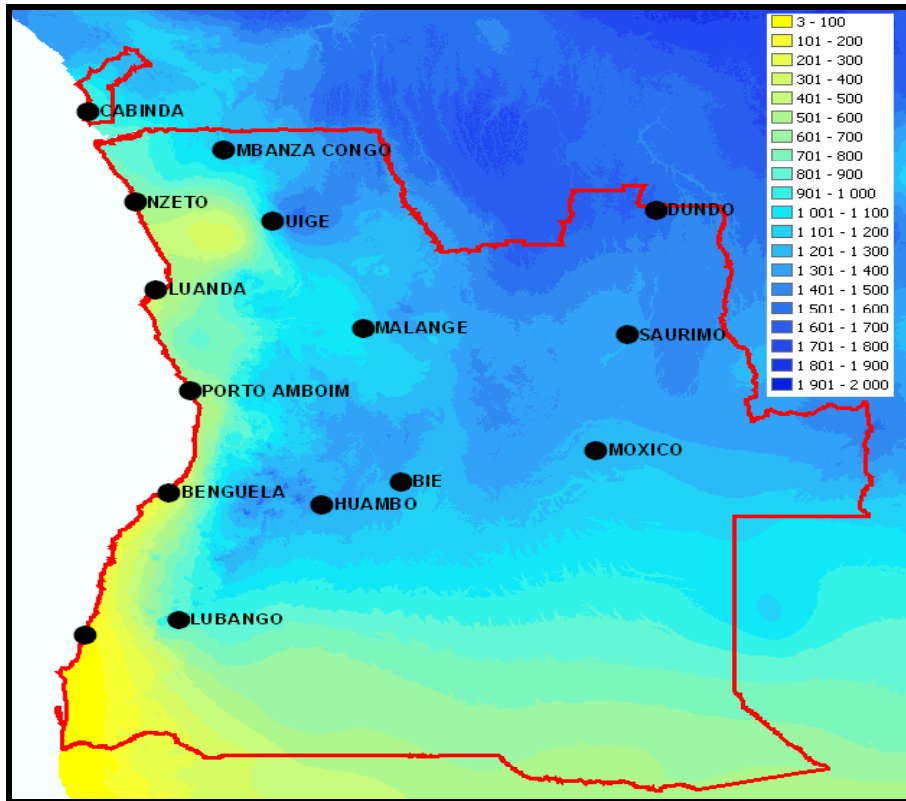 3 - 100
101 - 200
201 - 300
301 - 400
401 - 500
501 - 600
601 - 700
701 - 800
801 - 900
901 - 1 000
1 001 - 1 100
1 101 - 1 200
1 201 - 1 300
1 301 - 1 400
1 401 - 1 500
1 501 - 1 600
1 601 - 1 700
1 701 - 1 800
1 801 - 1 900
1 901 - 2 000
CABINDA
MBANZA CONGO
NZETO
DUNDO
UIGE
LUANDA
MALANGE
SAURIMO
PORTO AMBOIM
MOXICO
BIE
BENGUELA
HUAMBO
LUBANGO